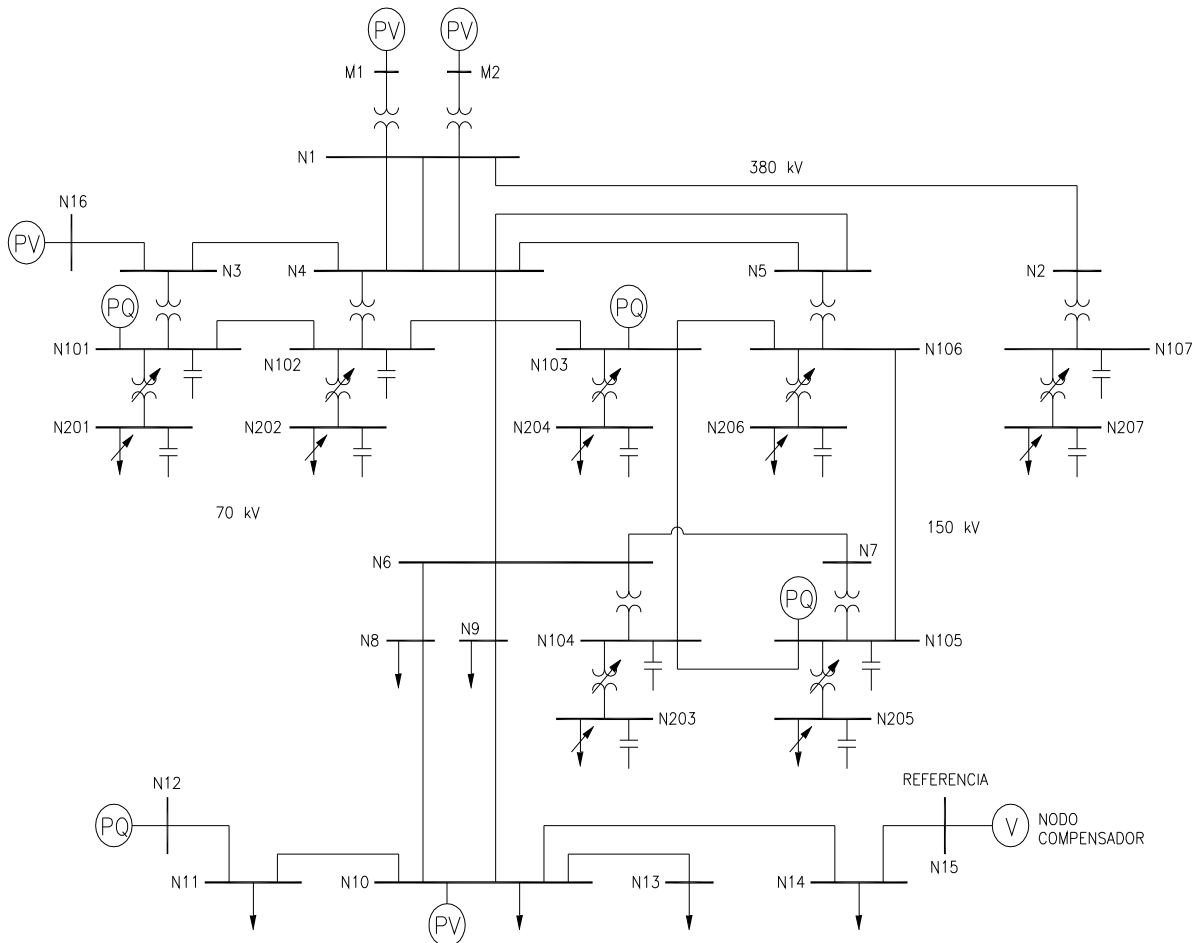 PV
PV
M1
M2
N1
380 kV
N16
PV
N3
N4
N5
N2
PQ
PQ
N101
N102
N103
N106
N107
N201
N202
N204
N206
N207
70 kV
150 kV
N6
N7
PQ
N8
N9
N104
N105
N203
N205
N12
REFERENCIA
PQ
V
NODO
COMPENSADOR
N15
N11
N10
N13
N14
PV